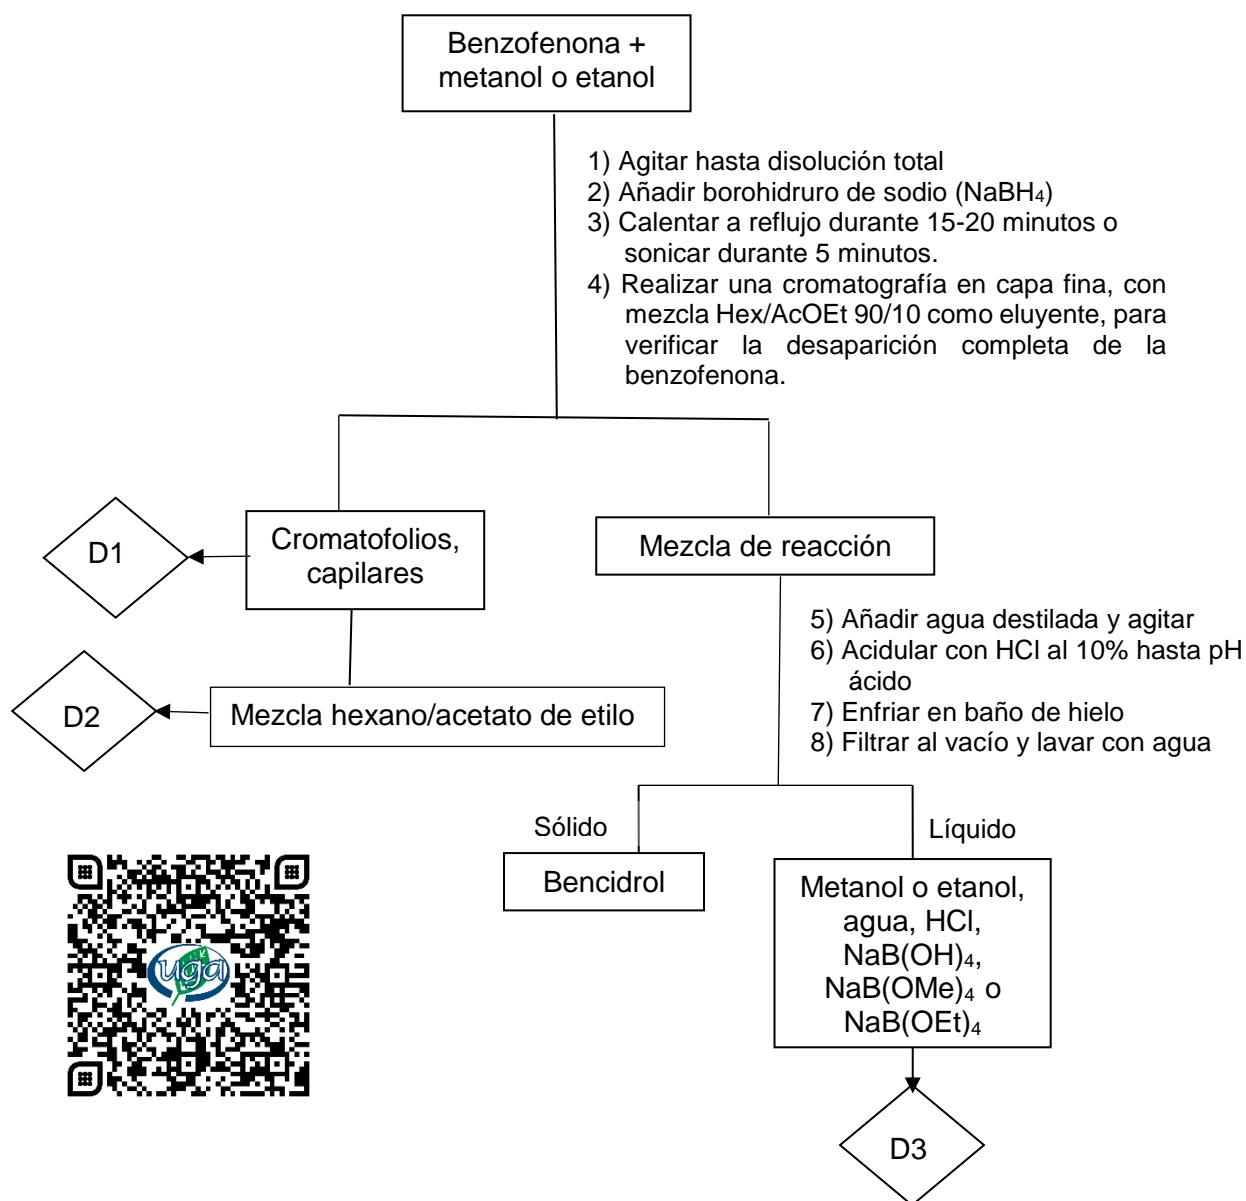 Benzofenona +
metanol o etanol
1) Agitar hasta disolución total
2) Añadir borohidruro de sodio (NaBH₄)
3) Calentar a reflujo durante 15-20 minutos o
sonicar durante 5 minutos.
4) Realizar una cromatografía en capa fina, con
mezcla Hex/AcOEt 90/10 como eluyente, para
verificar la desaparición completa de la
benzofenona.
D1
Cromatofolios,
capilares
Mezcla de reacción
D2
Mezcla hexano/acetato de etilo
5) Añadir agua destilada y agitar
6) Acidular con HCl al 10% hasta pH
ácido
7) Enfriar en baño de hielo
8) Filtrar al vacío y lavar con agua
Sólido
Líquido
Bencidrol
Metanol o etanol,
agua, HCl,
NaB(OH)₄,
NaB(OMe)₄ o
NaB(OEt)₄
uga
D3